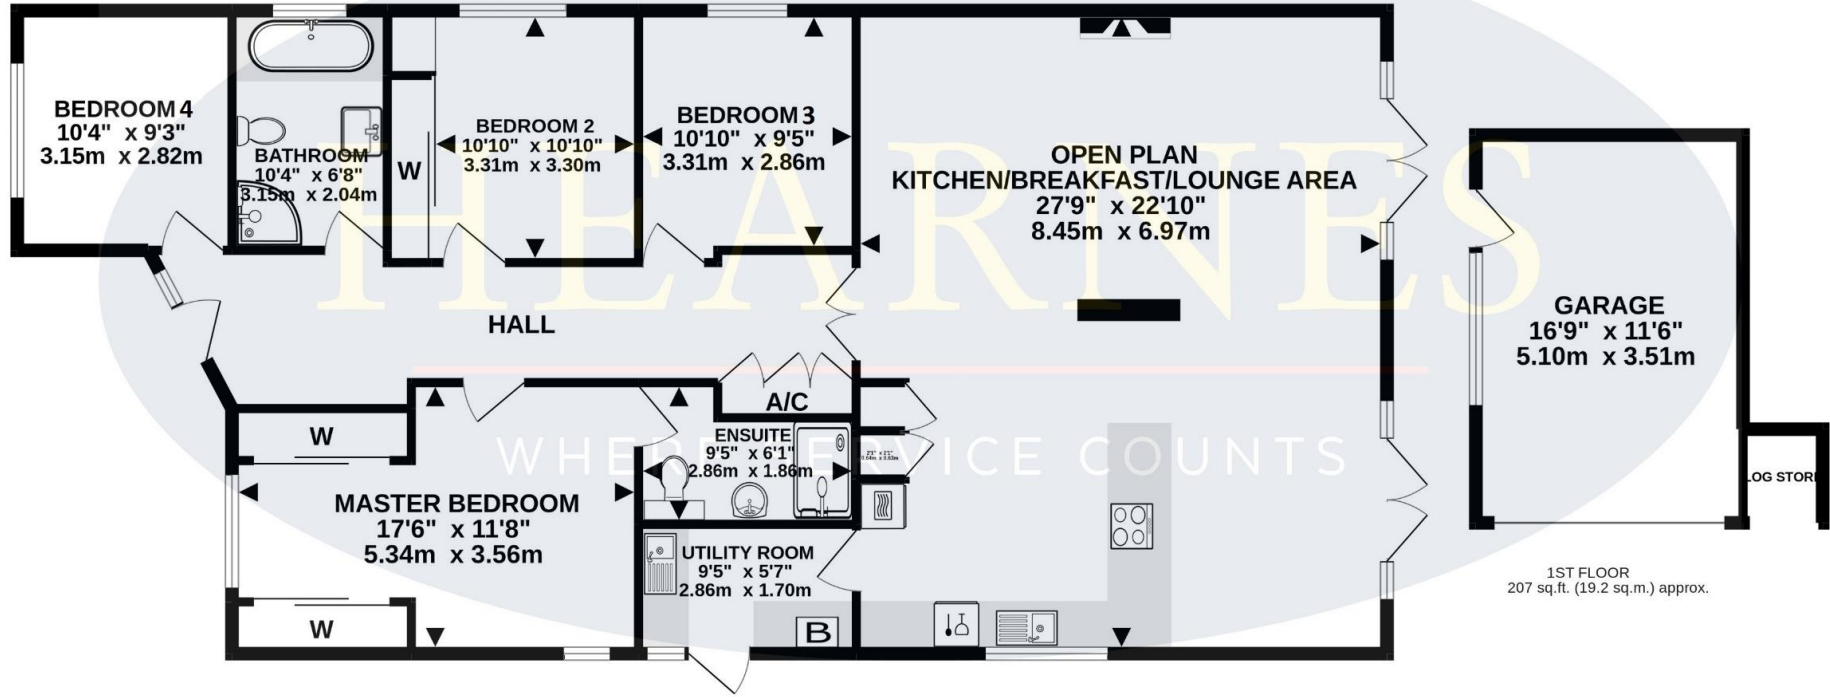 BEDROOM 4
10'4" x 9'3"
3.15m x 2.82m
BATHROOM
10'4" x 6'8"
3.15m x 2.04m
W
BEDROOM 2
10'10" x 10'10"
3.31m x 3.30m
BEDROOM 3
10'10" x 9'5"
3.31m x 2.86m
OPEN PLAN
KITCHEN/BREAKFAST/LOUNGE AREA
27'9" x 22'10"
8.45m x 6.97m
HEARNES
HALL
GARAGE
16'9" x 11'6"
5.10m x 3.51m
A/C
W
ENSUITE
9'5" x 6'1"
2.86m x 1.86m
WHERE SERVICE COUNTS
LOG STORE
MASTER BEDROOM
17'6" x 11'8"
5.34m x 3.56m
UTILITY ROOM
9'5" x 5'7"
2.86m x 1.70m
W
B
1ST FLOOR
207 sq.ft. (19.2 sq.m.) approx.